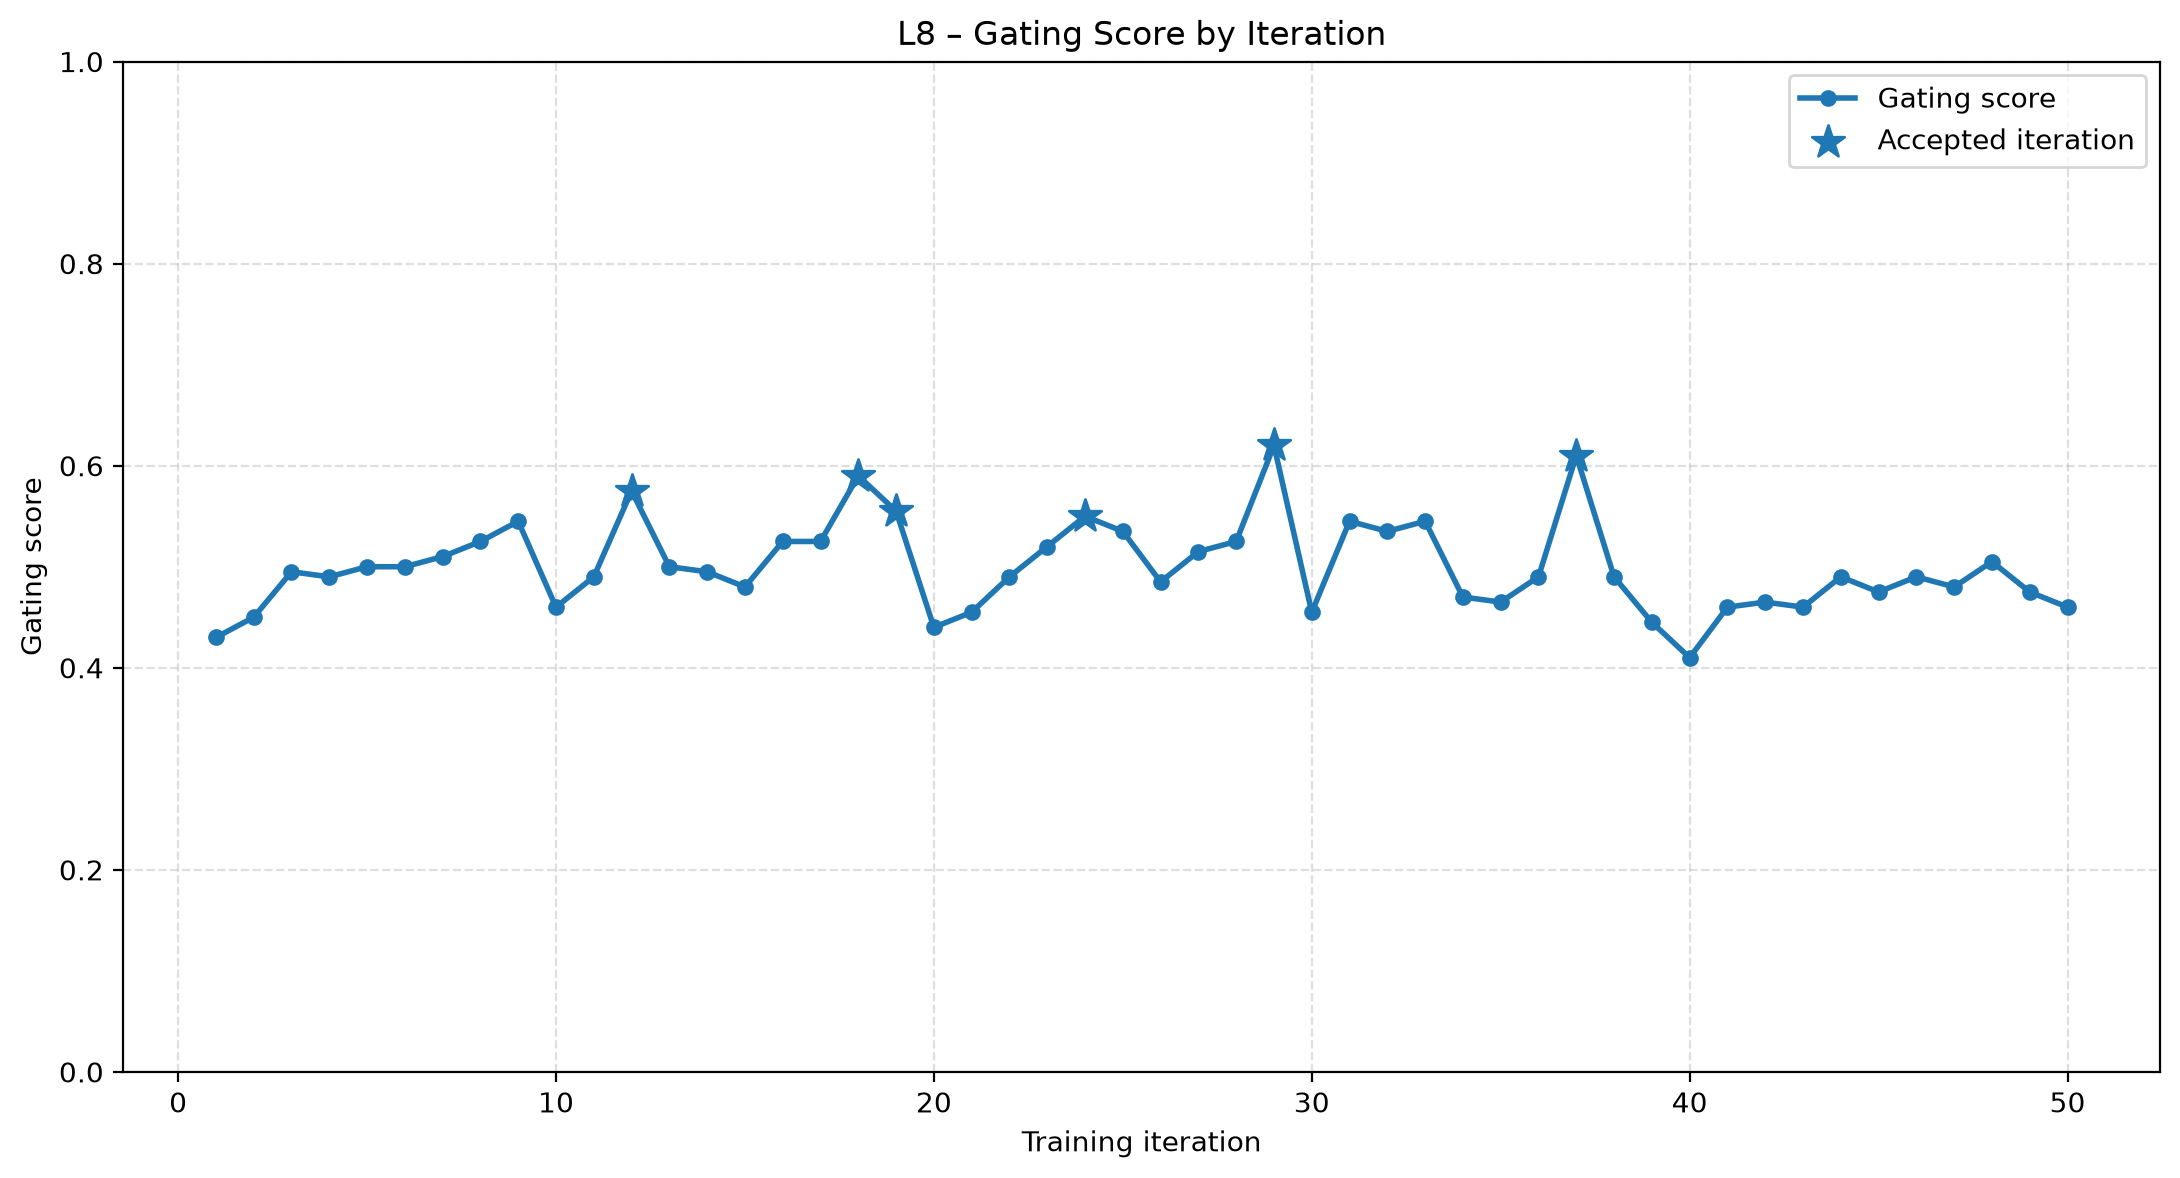 L8 – Gating Score by Iteration
Gating score
Accepted iteration
1.0
0.8
0.6
0.4
0.2
0.0
Gating score
0 10 20 30 40 50
Training iteration